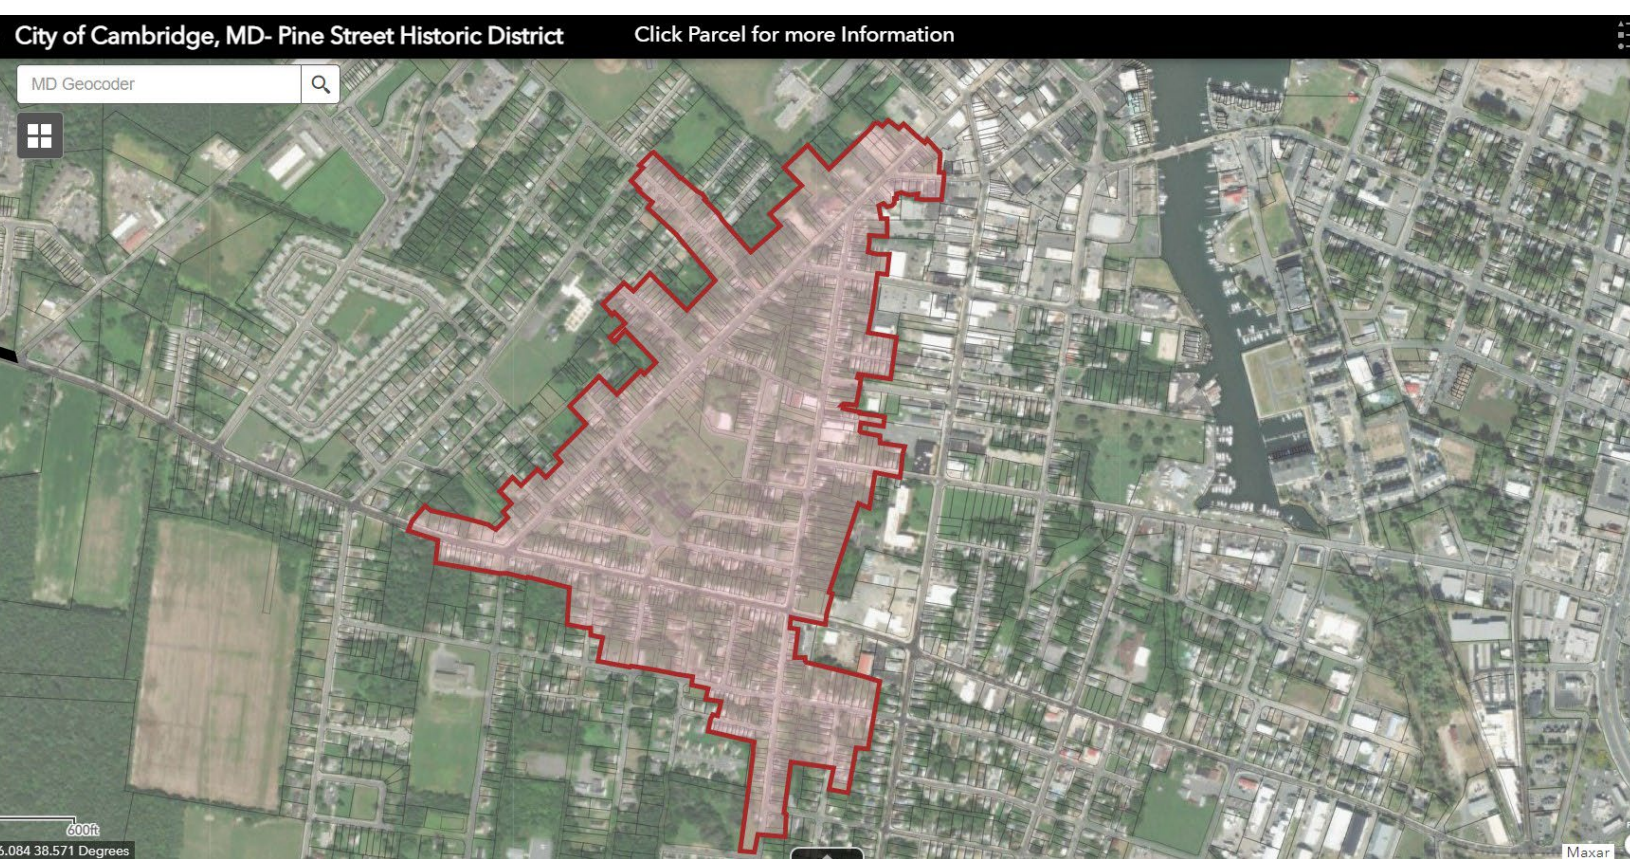 City of Cambridge, MD- Pine Street Historic District
Click Parcel for more Information
MD Geocoder
600ft
6.084 38.571 Degrees
Maxar